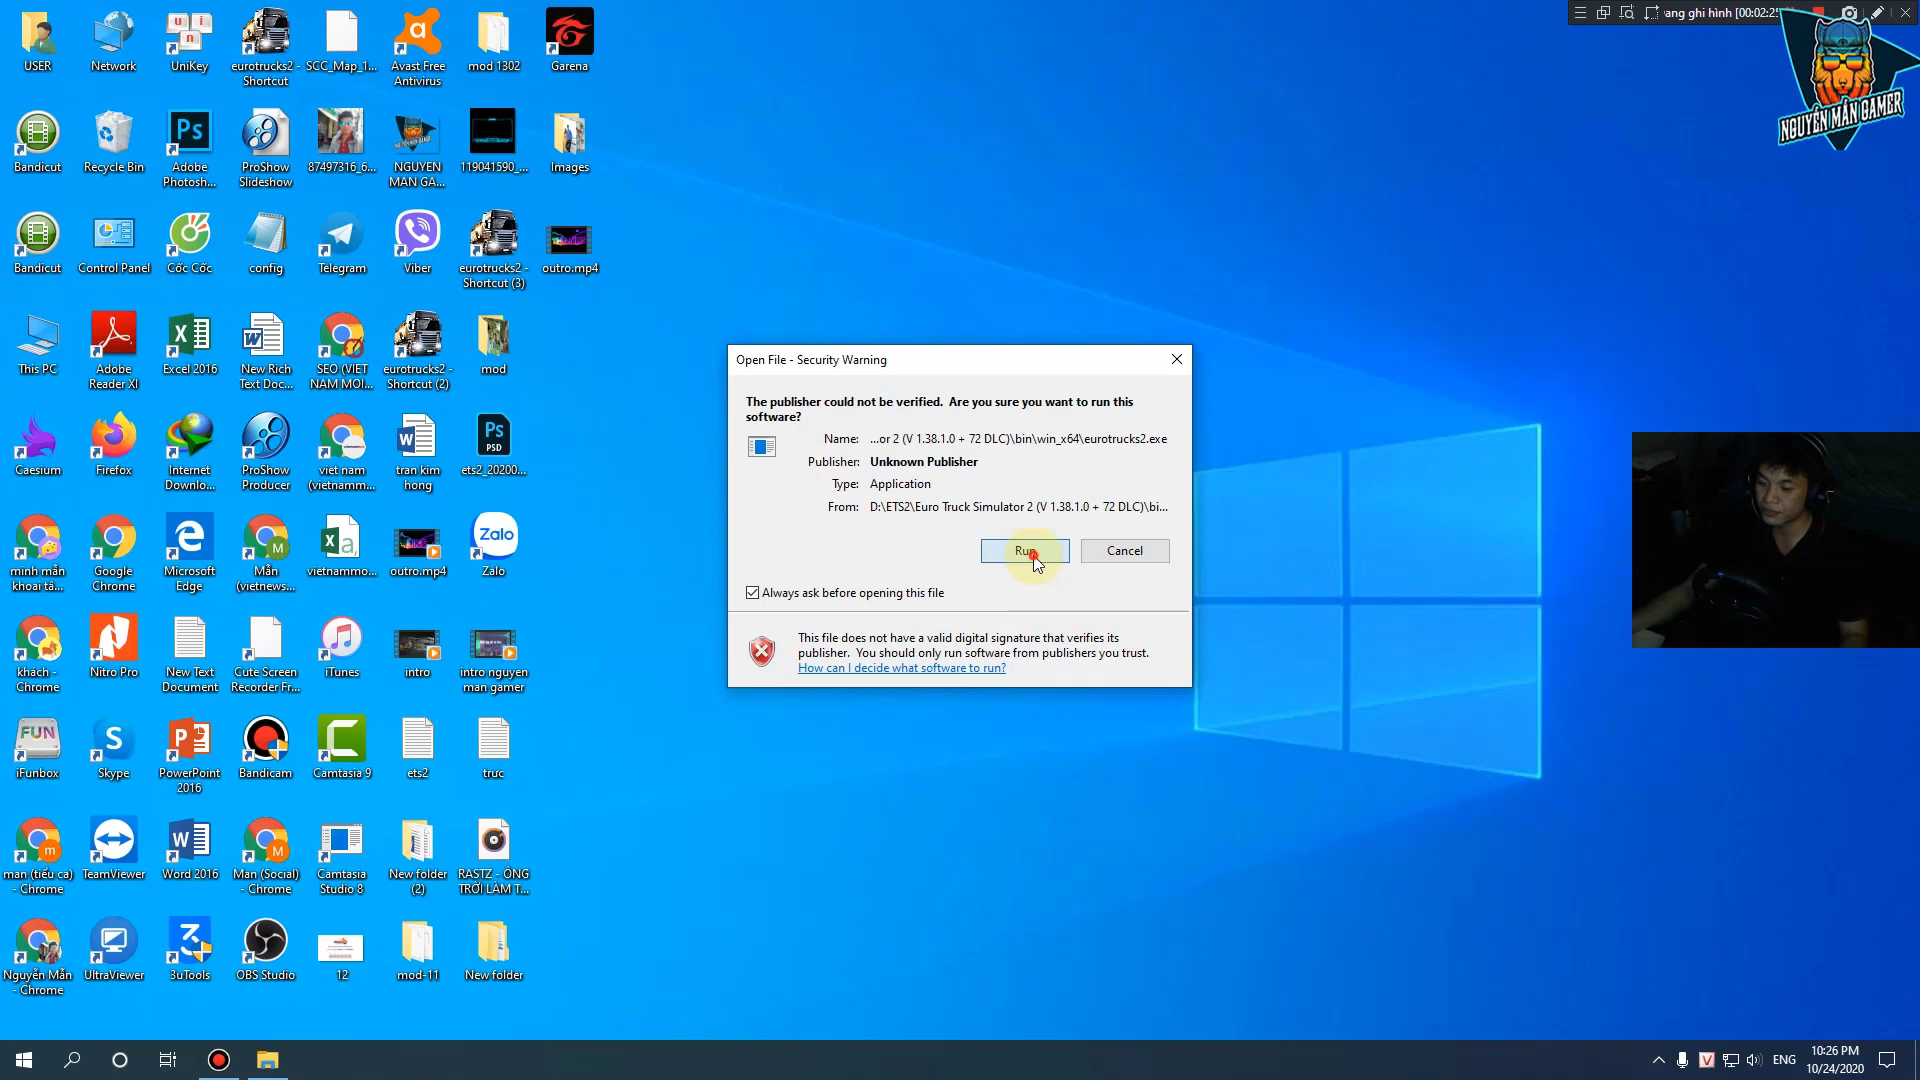 USER
Network
UniKey
eurotrucks2 -
Shortcut
SCC_Map_1...
Avast Free
Antivirus
mod 1302
Garena
Bandicut
Recycle Bin
Adobe
Photosh...
ProShow
Slideshow
87497316_6...
NGUYEN
MAN GA...
119041590_...
Images
Bandicut
Control Panel
Cốc Cốc
config
Telegram
Viber
eurotrucks2 -
Shortcut (3)
outro.mp4
This PC
Adobe
Reader XI
Excel 2016
New Rich
Text Doc...
SEO (VIET
NAM MOI...
eurotrucks2 -
Shortcut (2)
mod
Caesium
Firefox
Internet
Downlo...
ProShow
Producer
viet nam
(vietnamm...
tran kim
hong
ets2_20200...
minh mẫn
khoai tâ...
Google
Chrome
Microsoft
Edge
Mẫn
(vietnews...
vietnammo...
outro.mp4
Zalo
khách -
Chrome
Nitro Pro
New Text
Document
Cute Screen
Recorder Fr...
iTunes
intro
intro nguyen
man gamer
iFunbox
Skype
PowerPoint
2016
Bandicam
Camtasia 9
ets2
truc
man (tiểu ca)
- Chrome
TeamViewer
Word 2016
Man (Social)
- Chrome
Camtasia
Studio 8
New folder
(2)
RASTZ - ÔNG
TRỜI LÀM T...
Nguyễn Mẫn
- Chrome
UltraViewer
3uTools
OBS Studio
12
mod-11
New folder
Open File - Security Warning
The publisher could not be verified. Are you sure you want to run this
software?
Name: ...or 2 (V 1.38.1.0 + 72 DLC)\bin\win_x64\eurotrucks2.exe
Publisher: Unknown Publisher
Type: Application
From: D:\ETS2\Euro Truck Simulator 2 (V 1.38.1.0 + 72 DLC)\bi...
Run
Cancel
Always ask before opening this file
This file does not have a valid digital signature that verifies its
publisher. You should only run software from publishers you trust.
How can I decide what software to run?
ang ghi hình [00:02:2
NGUYỄN MẪN GAMER
ENG
10:26 PM
10/24/2020